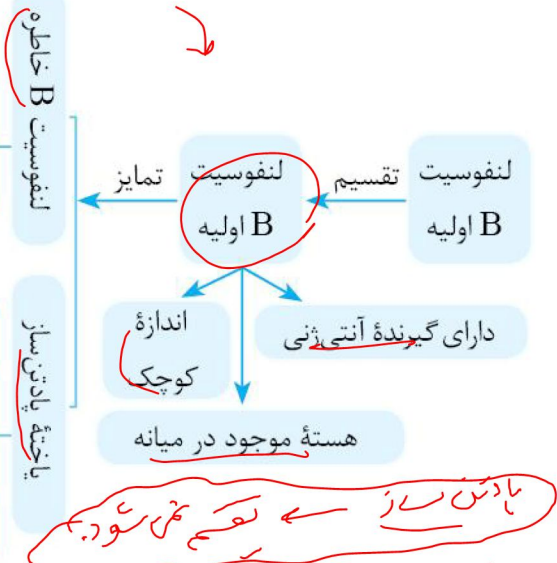 لنفوسیت
B اولیه
تقسیم
لنفوسیت
B اولیه
تمایز
لنفوسیت B خاطره
یاختهٔ پادتن‌ساز
دارای گیرندهٔ آنتی‌ژنی
اندازهٔ
کوچک
هستهٔ موجود در میانه
پادتن ساز ← تقسیم نمی‌شود